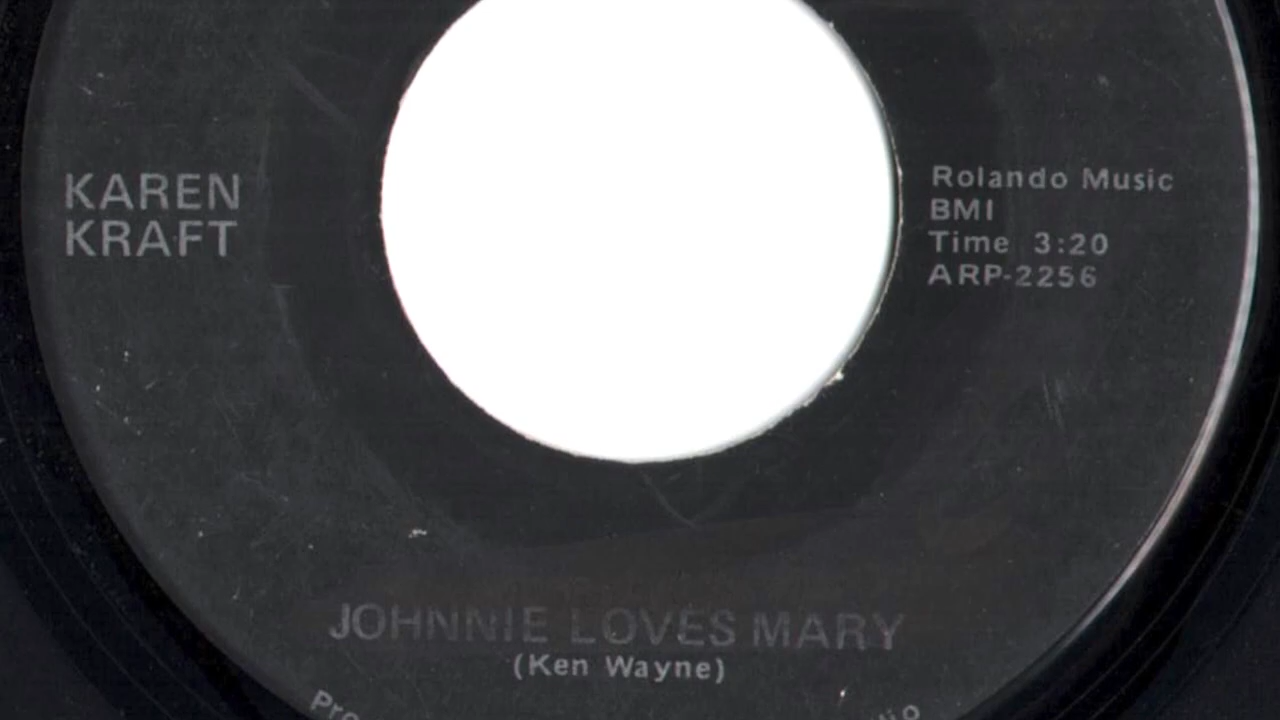 KAREN
KRAFT
Rolando Music
BMI
Time 3:20
ARP-2256
JOHNNIE LOVES MARY
(Ken Wayne)